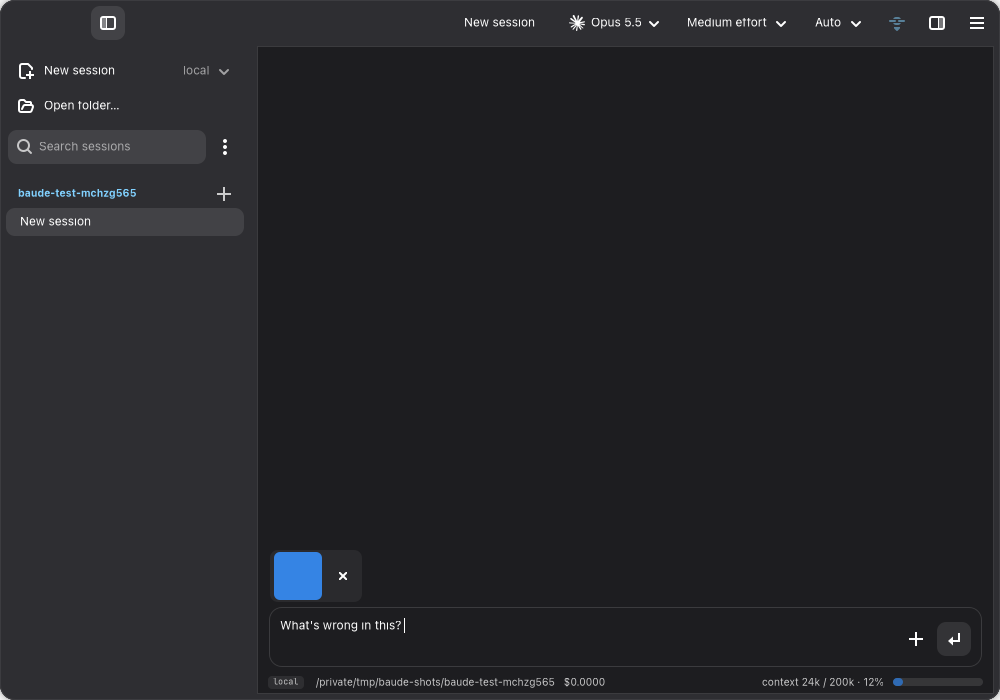 New session
Opus 5.5
Medium effort
Auto
New session
local
Open folder...
Search sessions
baude-test-mchzg565
New session
What's wrong in this?
local
/private/tmp/baude-shots/baude-test-mchzg565
$0.0000
context 24k / 200k · 12%